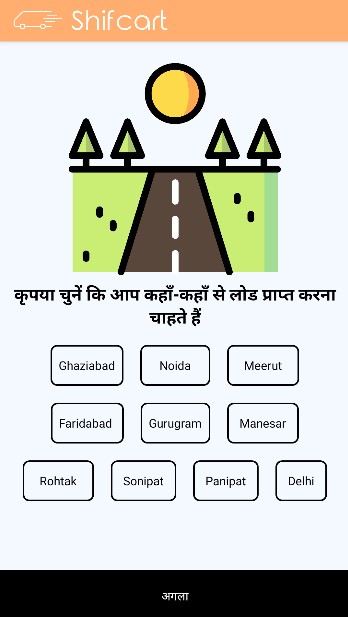 Shifcart
कृपया चुनें कि आप कहाँ-कहाँ से लोड प्राप्त करना
चाहते हैं
Ghaziabad Noida Meerut
Faridabad Gurugram Manesar
Rohtak Sonipat Panipat Delhi
अगला